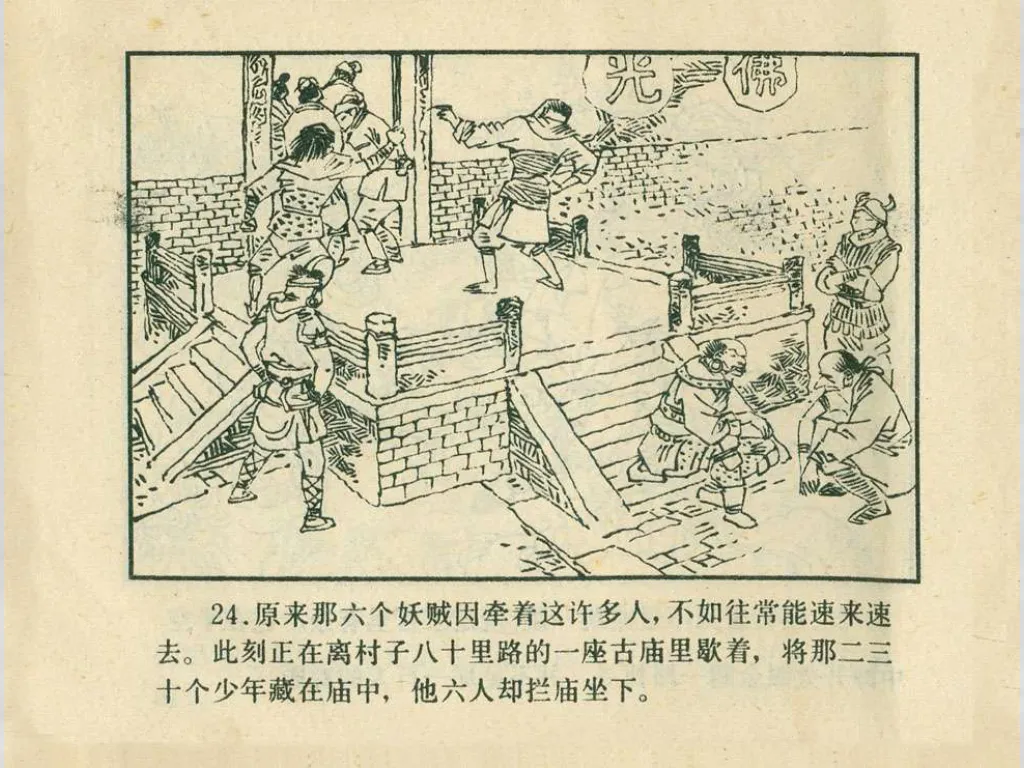 光 佛
24.原来那六个妖贼因牵着这许多人,不如往常能速来速
去。此刻正在离村子八十里路的一座古庙里歇着,将那二三
十个少年藏在庙中,他六人却拦庙坐下。